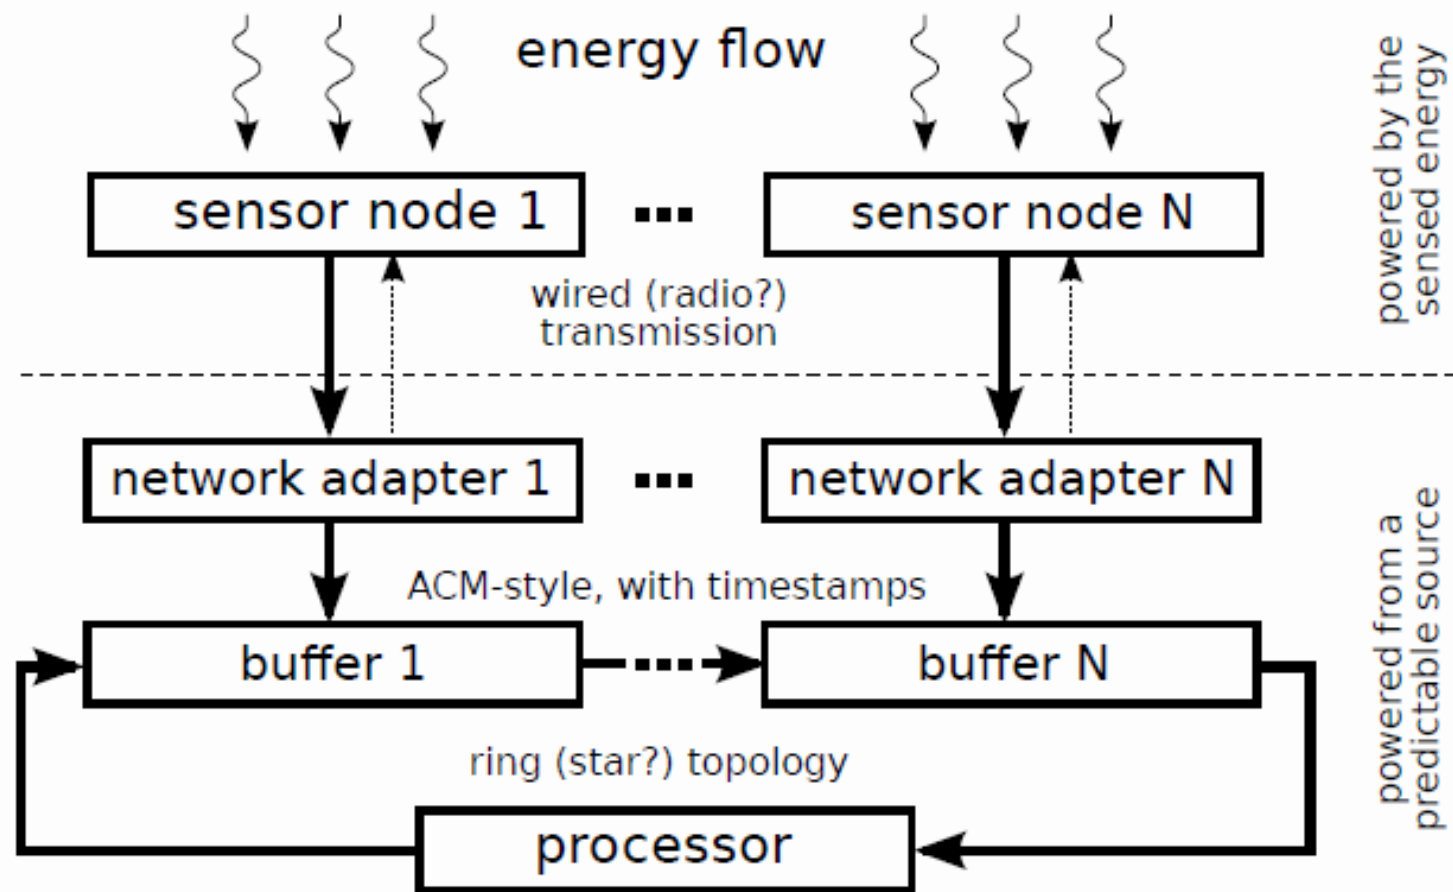 energy flow
powered by the
sensed energy
sensor node 1
sensor node N
wired (radio?)
transmission
network adapter 1
network adapter N
powered from a
predictable source
ACM-style, with timestamps
buffer 1
buffer N
ring (star?) topology
processor